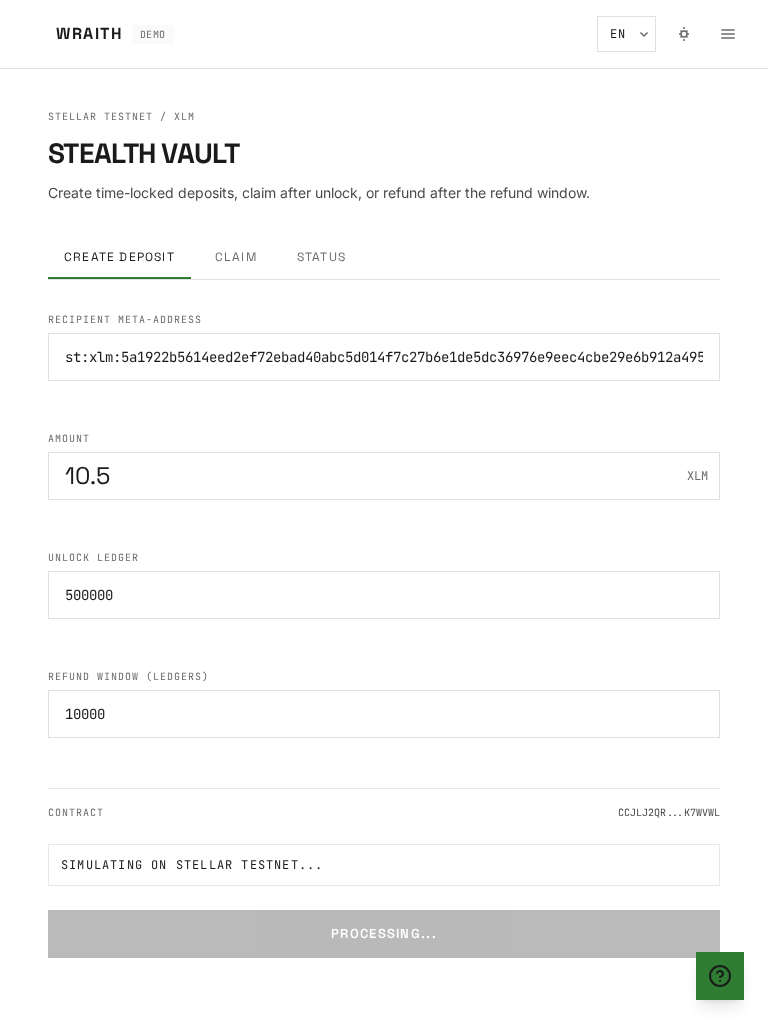 WRAITH DEMO EN
STELLAR TESTNET / XLM
STEALTH VAULT
Create time-locked deposits, claim after unlock, or refund after the refund window.
CREATE DEPOSIT CLAIM STATUS
RECIPIENT META-ADDRESS
st:xlm:5a1922b5614eed2ef72ebad40abc5d014f7c27b6e1de5dc36976e9eec4cbe29e6b912a495
AMOUNT
10.5 XLM
UNLOCK LEDGER
500000
REFUND WINDOW (LEDGERS)
10000
CONTRACT CCJLJ2QR...K7WVWL
SIMULATING ON STELLAR TESTNET...
PROCESSING...